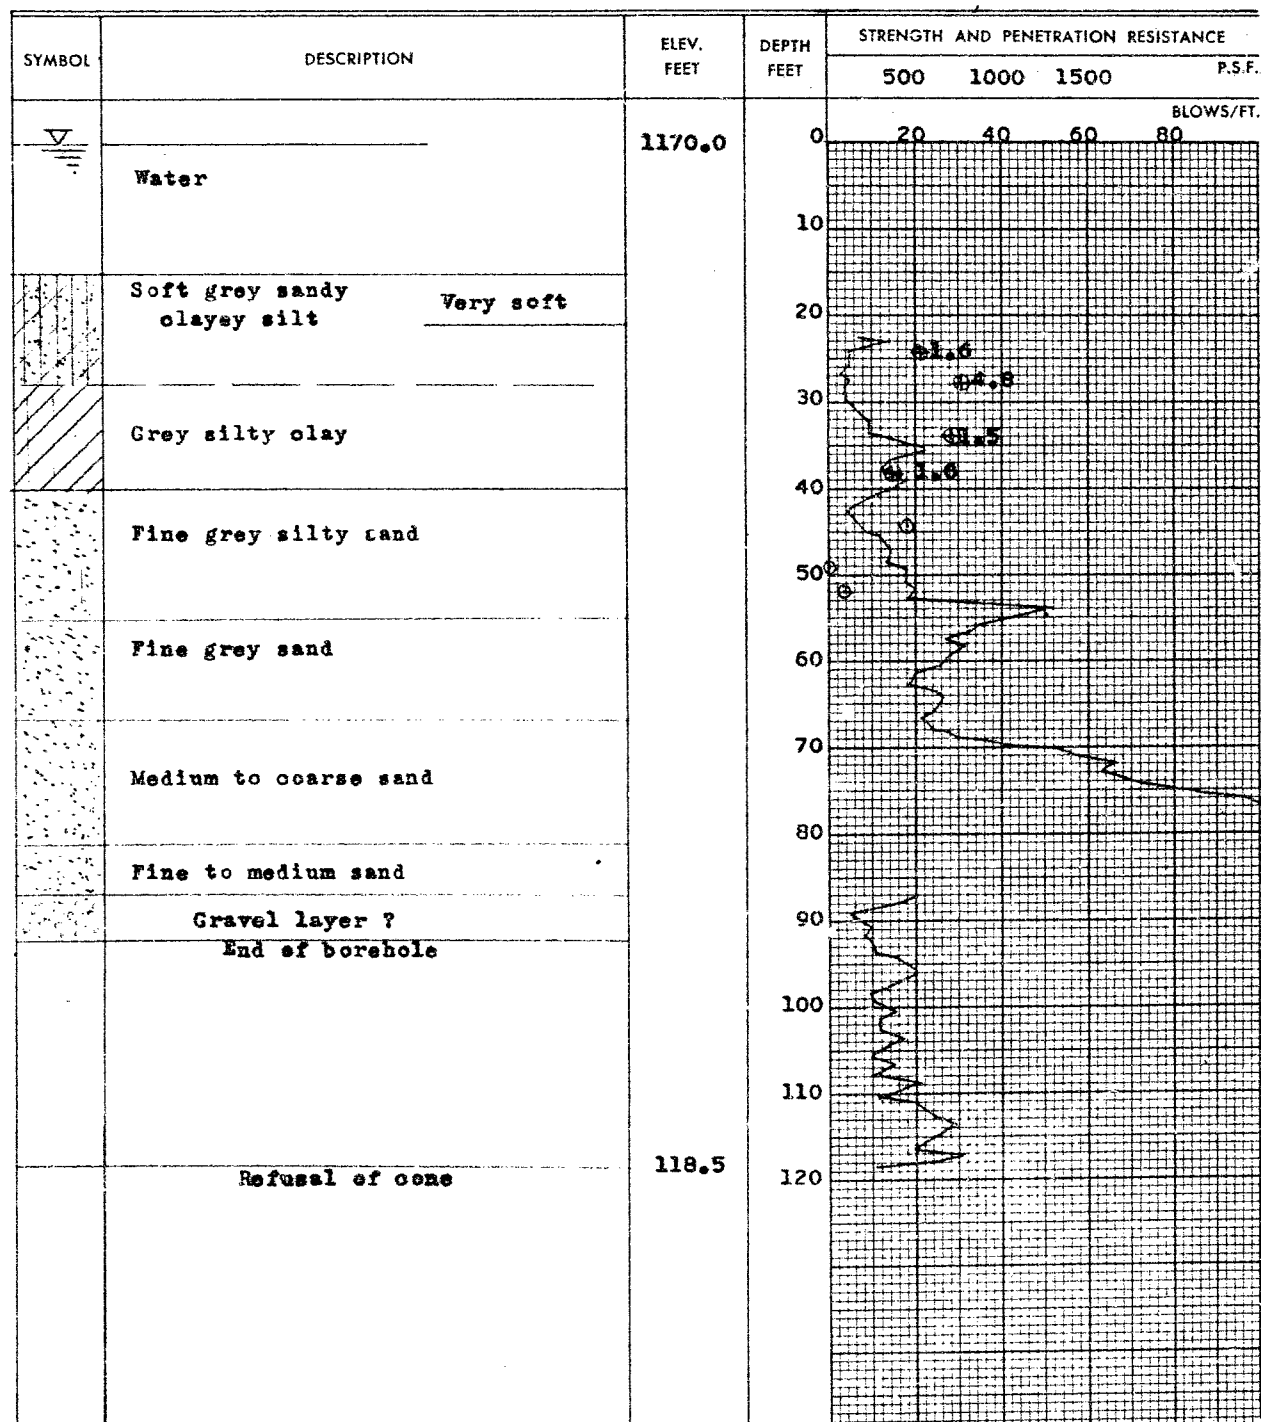 SYMBOL
DESCRIPTION
ELEV. FEET
DEPTH FEET
STRENGTH AND PENETRATION RESISTANCE
500 1000 1500 P.S.F.
BLOWS/FT.
0 20 40 60 80
1170.0
Water
10
Soft grey sandy
clayey silt
Very soft
20
1.6
4.8
30
Grey silty clay
1.5
1.6
40
Fine grey silty sand
50
Fine grey sand
60
70
Medium to coarse sand
80
Fine to medium sand
Gravel layer ?
90
End of borehole
100
110
118.5
Refusal of cone
120